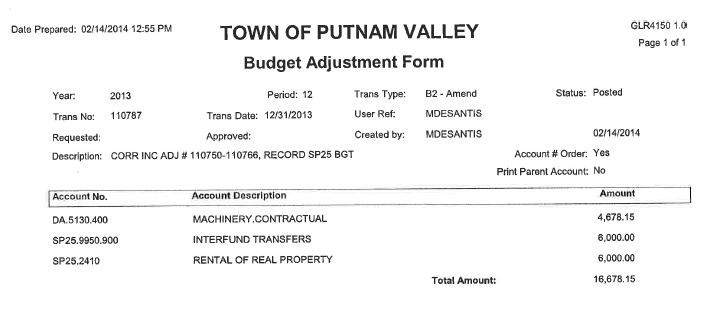 Date Prepared: 02/14/2014 12:55 PM TOWN OF PUTNAM VALLEY GLR4150 1.0
Page 1 of 1
Budget Adjustment Form
Year: 2013 Period: 12 Trans Type: B2 - Amend Status: Posted
Trans No: 110787 Trans Date: 12/31/2013 User Ref: MDESANTIS
Requested: Approved: Created by: MDESANTIS 02/14/2014
Description: CORR INC ADJ # 110750-110766, RECORD SP25 BGT Account # Order: Yes
Print Parent Account: No
Account No. Account Description Amount
DA.5130.400 MACHINERY.CONTRACTUAL 4,678.15
SP25.9950.900 INTERFUND TRANSFERS 6,000.00
SP25.2410 RENTAL OF REAL PROPERTY 6,000.00
Total Amount: 16,678.15